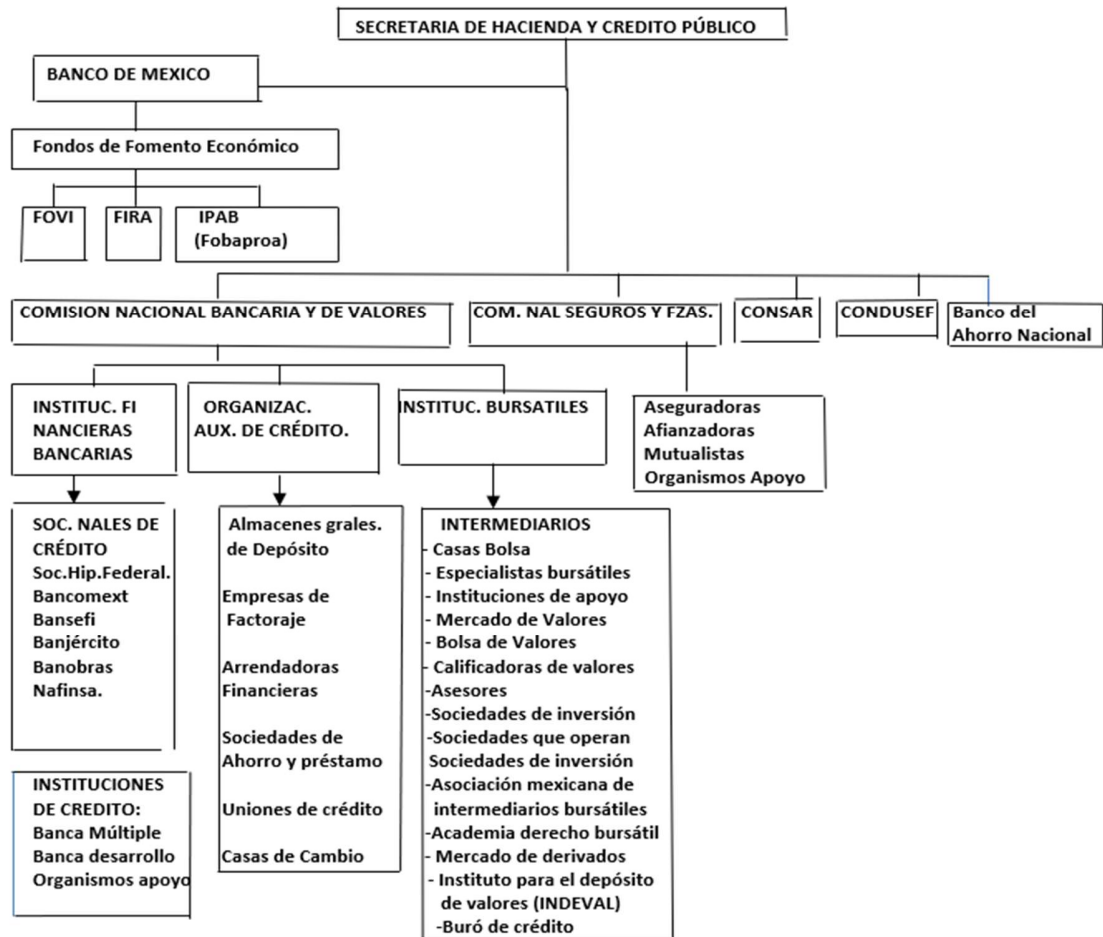 SECRETARIA DE HACIENDA Y CREDITO PÚBLICO
BANCO DE MEXICO
Fondos de Fomento Económico
FOVI
FIRA
IPAB
(Fobaproa)
COMISION NACIONAL BANCARIA Y DE VALORES
COM. NAL SEGUROS Y FZAS.
CONSAR
CONDUSEF
Banco del
Ahorro Nacional
INSTITUC. FI
NANCIERAS
BANCARIAS
ORGANIZAC.
AUX. DE CRÉDITO.
INSTITUC. BURSATILES
Aseguradoras
Afianzadoras
Mutualistas
Organismos Apoyo
SOC. NALES DE
CRÉDITO
Soc.Hip.Federal.
Bancomext
Bansefi
Banjército
Banobras
Nafinsa.
INSTITUCIONES
DE CREDITO:
Banca Múltiple
Banca desarrollo
Organismos apoyo
Almacenes grales.
de Depósito
Empresas de
Factoraje
Arrendadoras
Financieras
Sociedades de
Ahorro y préstamo
Uniones de crédito
Casas de Cambio
INTERMEDIARIOS
- Casas Bolsa
- Especialistas bursátiles
- Instituciones de apoyo
- Mercado de Valores
- Bolsa de Valores
- Calificadoras de valores
-Asesores
-Sociedades de inversión
-Sociedades que operan
Sociedades de inversión
-Asociación mexicana de
intermediarios bursátiles
-Academia derecho bursátil
- Mercado de derivados
- Instituto para el depósito
de valores (INDEVAL)
-Buró de crédito